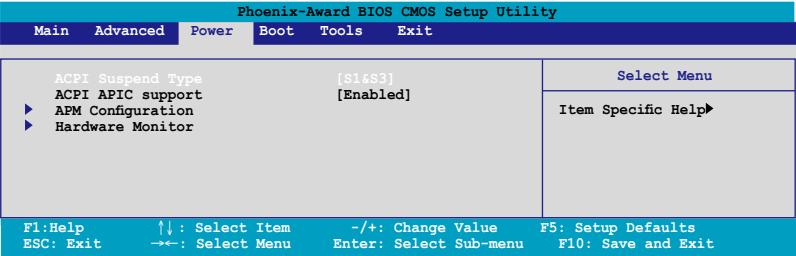 Phoenix-Award BIOS CMOS Setup Utility
Main Advanced Power Boot Tools Exit
ACPI Suspend Type [S1&S3]
ACPI APIC support [Enabled]
APM Configuration
Hardware Monitor
Select Menu
Item Specific Help
F1:Help ↑↓: Select Item -/+: Change Value F5: Setup Defaults
ESC: Exit →←: Select Menu Enter: Select Sub-menu F10: Save and Exit